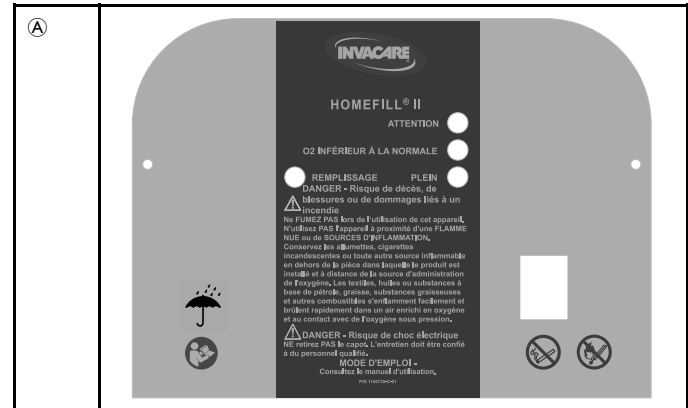 A
INVACARE
HOMEFILL® II
ATTENTION
O2 INFÉRIEUR À LA NORMALE
REMPLISSAGE PLEIN
DANGER - Risque de décès, de
blessures ou de dommages liés à un
incendie
Ne FUMEZ PAS lors de l'utilisation de cet appareil.
N'utilisez PAS l'appareil à proximité d'une FLAMME
NUE ou de SOURCES D'INFLAMMATION.
Conservez les allumettes, cigarettes
incandescentes ou toute autre source inflammable
en dehors de la pièce dans laquelle le produit est
installé et à distance de la source d'administration
de l'oxygène. Les textiles, huiles ou substances à
base de pétrole, graisse, substances graisseuses
et autres combustibles s'enflamment facilement et
brûlent rapidement dans un air enrichi en oxygène
et au contact avec de l'oxygène sous pression.
DANGER - Risque de choc électrique
NE retirez PAS le capot. L'entretien doit être confié
à du personnel qualifié.
MODE D'EMPLOI -
Consultez le manuel d'utilisation.